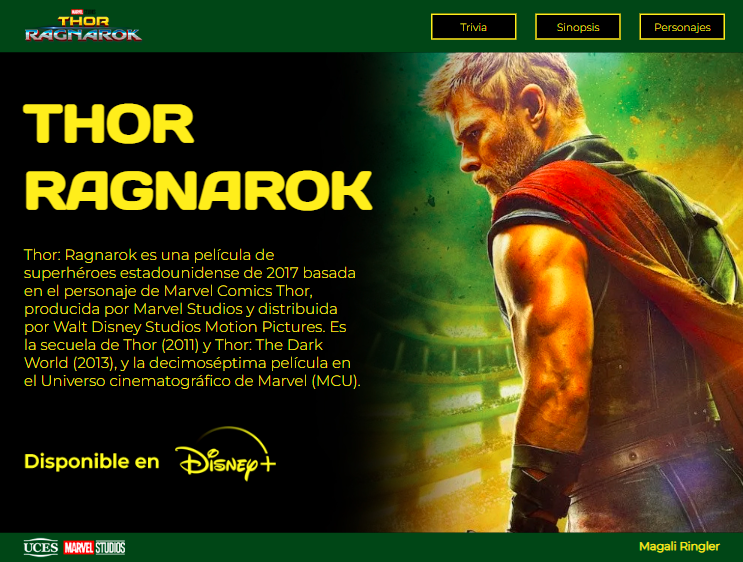 MARVEL STUDIOS
THOR
RAGNAROK
Trivia
Sinopsis
Personajes
THOR
RAGNAROK
Thor: Ragnarok es una película de
superhéroes estadounidense de 2017 basada
en el personaje de Marvel Comics Thor,
producida por Marvel Studios y distribuida
por Walt Disney Studios Motion Pictures. Es
la secuela de Thor (2011) y Thor: The Dark
World (2013), y la decimoséptima película en
el Universo cinematográfico de Marvel (MCU).
Disponible en Disney+
UCES MARVEL STUDIOS
Magali Ringler